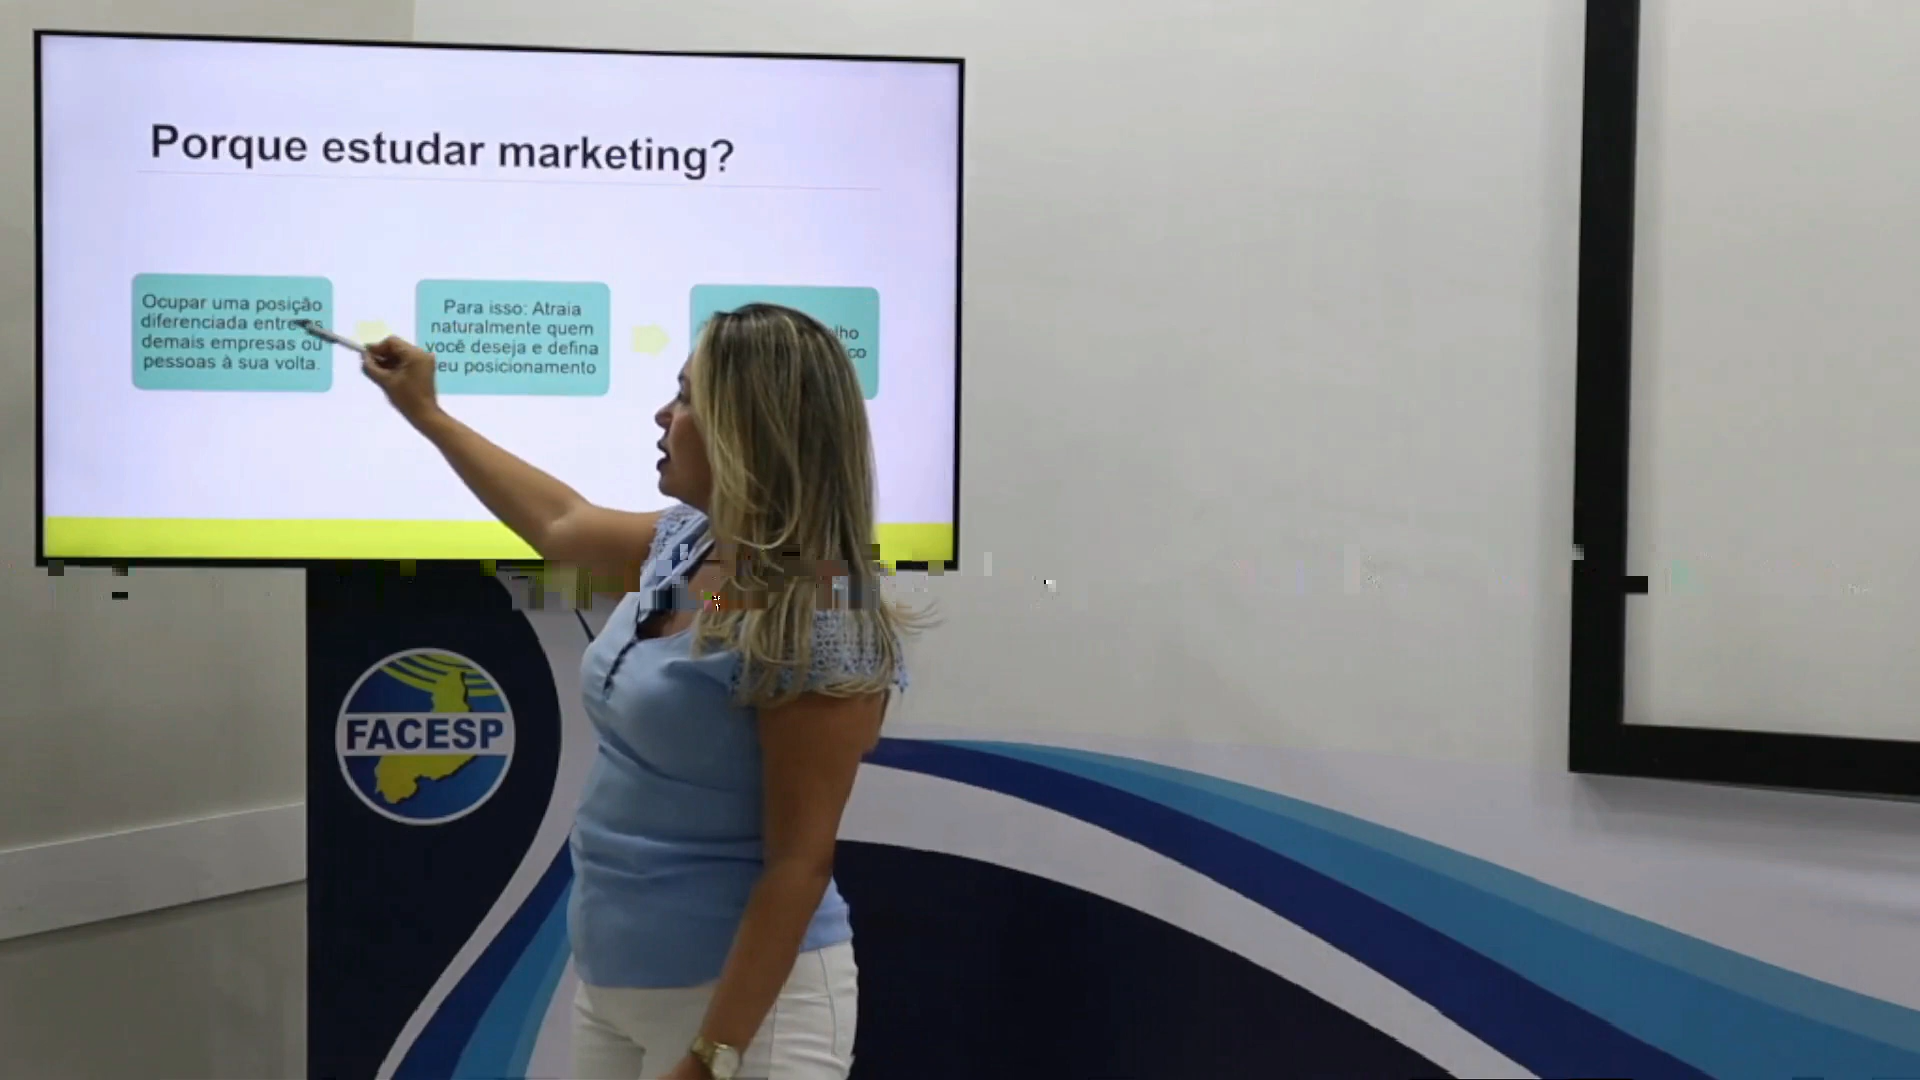 Porque estudar marketing?
Ocupar uma posição
diferenciada entre os
demais empresas ou
pessoas à sua volta.
Para isso: Atraia
naturalmente quem
você deseja e defina
seu posicionamento
FACESP